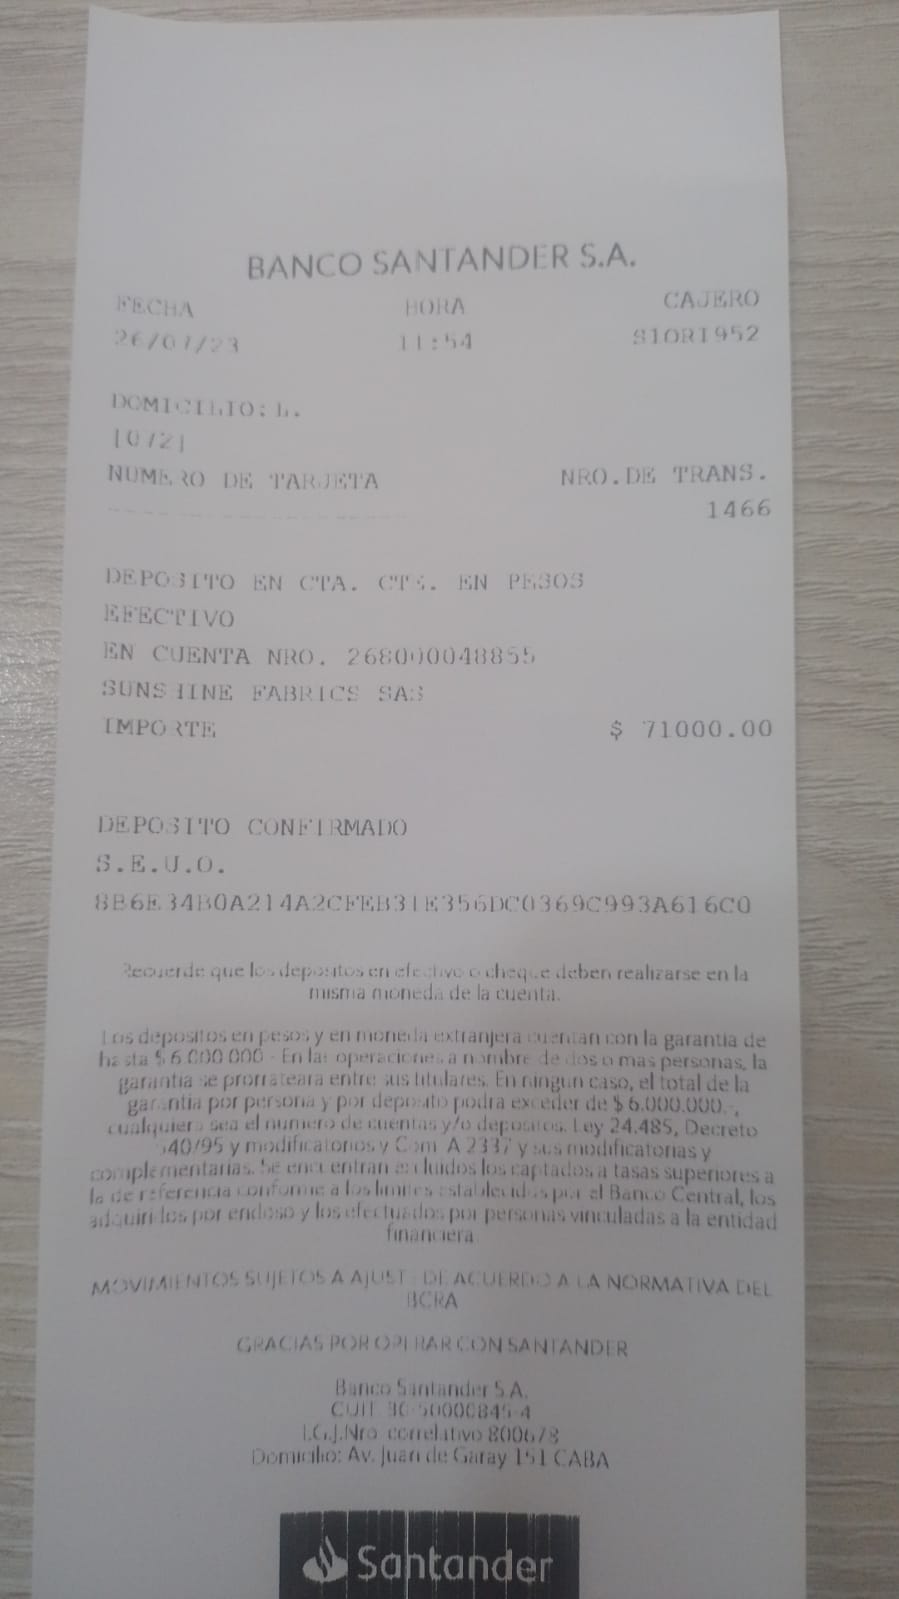 BANCO SANTANDER S.A.
FECHA HORA CAJERO
26/07/23 11:54 S1ORI952
DOMICILIO: L.
[072]
NUMERO DE TARJETA NRO.DE TRANS.
1466
DEPOSITO EN CTA. CTE. EN PESOS
EFECTIVO
EN CUENTA NRO. 268000048855
SUNSHINE FABRICS SAS
IMPORTE $ 71000.00
DEPOSITO CONFIRMADO
S.E.U.O.
8B6E34B0A214A2CFEB31E356DC0369C993A616C0
Recuerde que los depositos en efectivo o cheque deben realizarse en la
misma moneda de la cuenta.
Los depositos en pesos y en moneda extranjera cuentan con la garantia de
hasta $ 6.000.000 - En las operaciones a nombre de dos o mas personas, la
garantia se prorrateara entre sus titulares. En ningun caso, el total de la
garantia por persona y por deposito podra exceder de $ 6.000.000.-,
cualquiera sea el numero de cuentas y/o depositos. Ley 24.485, Decreto
540/95 y modificatorios y Com. A 2337 y sus modificatorias y
complementarias. Se encuentran excluidos los captados a tasas superiores a
la de referencia conforme a los limites establecidos por el Banco Central, los
adquiridos por endoso y los efectuados por personas vinculadas a la entidad
financiera.
MOVIMIENTOS SUJETOS A AJUSTE DE ACUERDO A LA NORMATIVA DEL
BCRA
GRACIAS POR OPERAR CON SANTANDER
Banco Santander S.A.
CUIT 30-50000845-4
I.G.J.Nro. correlativo 800678
Domicilio: Av. Juan de Garay 151 CABA
Santander